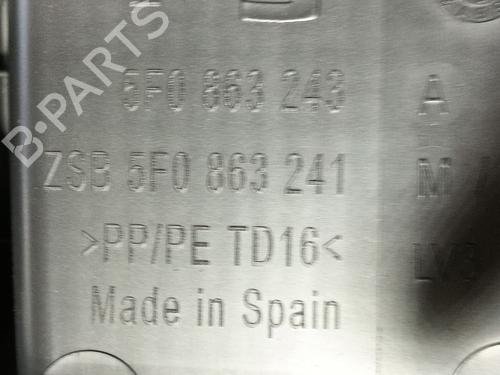 B-PARTS
5F0 863 243 A
ZSB 5F0 863 241 M
>PP/PE TD16<
Made in Spain